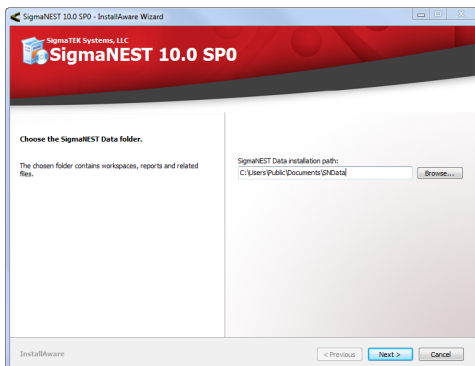 SigmaNEST 10.0 SP0 - InstallAware Wizard
SigmaTEK Systems, LLC
SigmaNEST 10.0 SP0
Choose the SigmaNEST Data folder.
The chosen folder contains workspaces, reports and related
files.
SigmaNEST Data installation path:
C:\Users\Public\Documents\SNData
Browse...
InstallAware
< Previous
Next >
Cancel